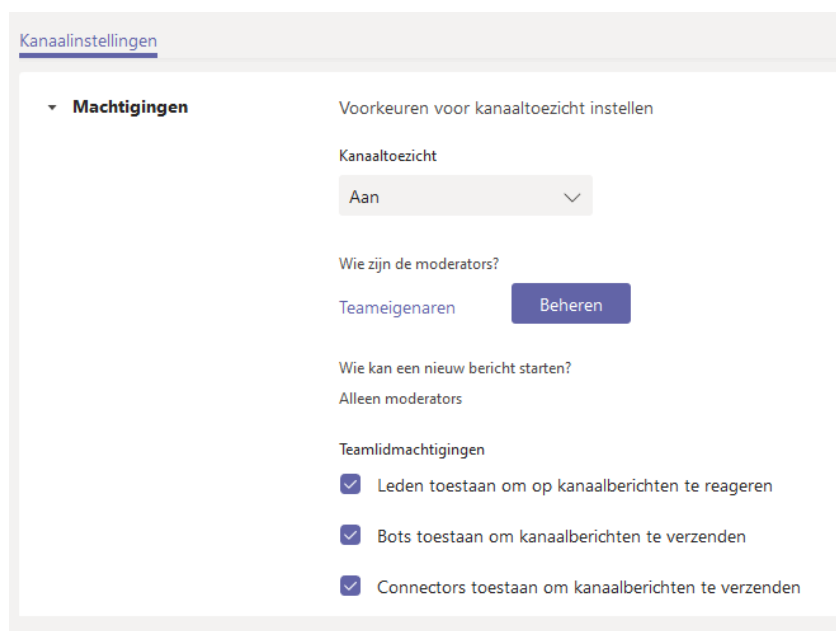 Kanaalinstellingen
Machtigingen
Voorkeuren voor kanaaltoezicht instellen
Kanaaltoezicht
Aan
Wie zijn de moderators?
Teameigenaren
Beheren
Wie kan een nieuw bericht starten?
Alleen moderators
Teamlidmachtigingen
Leden toestaan om op kanaalberichten te reageren
Bots toestaan om kanaalberichten te verzenden
Connectors toestaan om kanaalberichten te verzenden